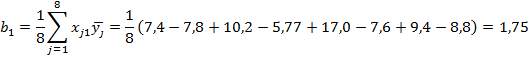 b₁ = 1/8 ∑_{j=1}^{8} x_{j1} y̅_j = 1/8 (7,4 − 7,8 + 10,2 − 5,77 + 17,0 − 7,6 + 9,4 − 8,8) = 1,75